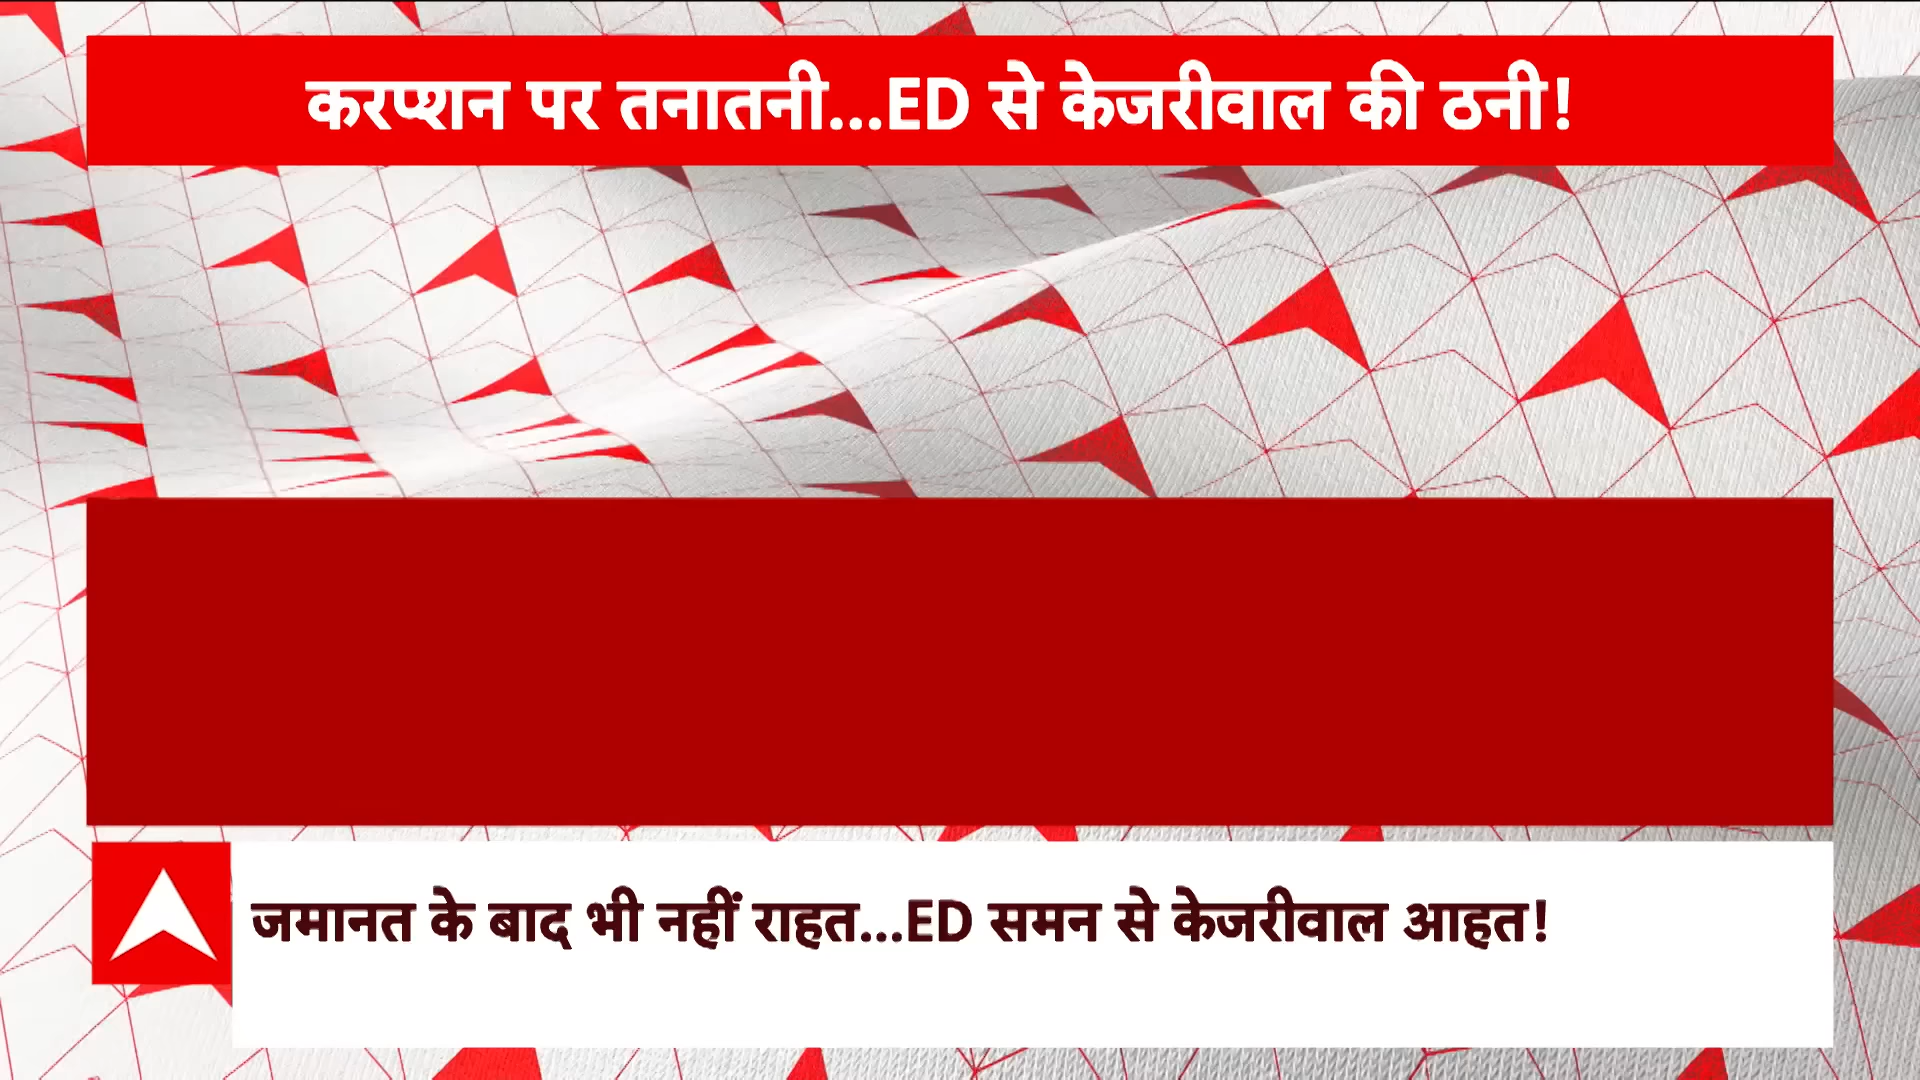 करप्शन पर तनातनी...ED से केजरीवाल की ठनी!
जमानत के बाद भी नहीं राहत...ED समन से केजरीवाल आहत!